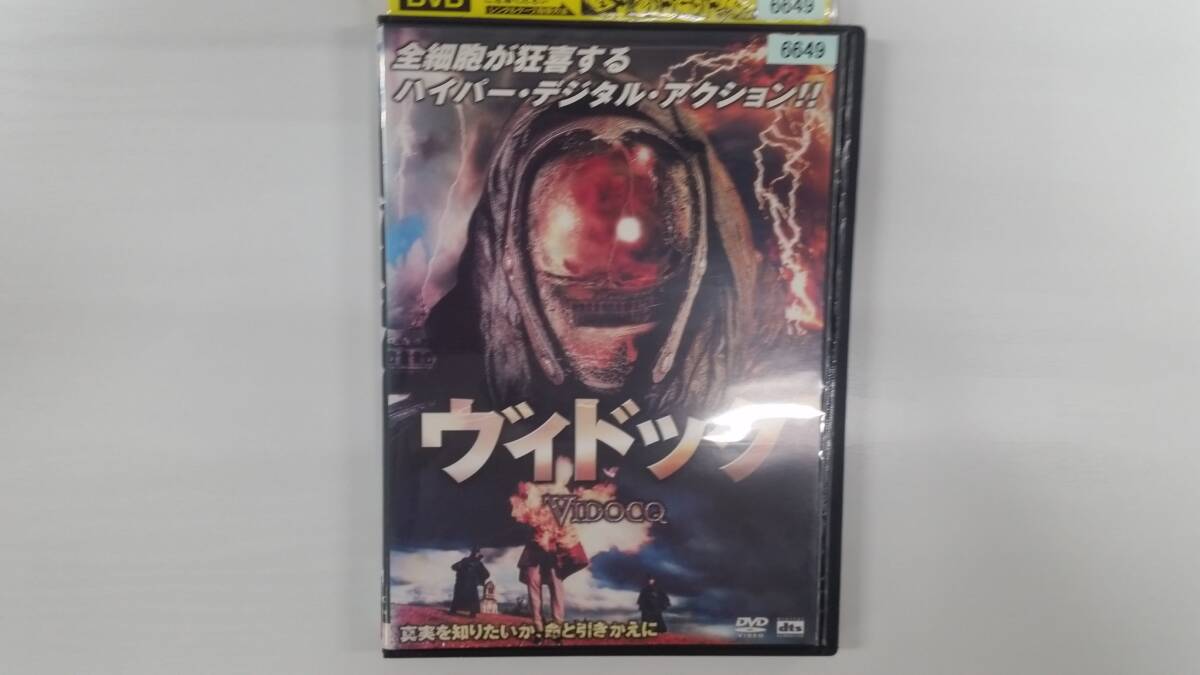 DVD
6649
6649
全細胞が狂喜する
ハイパー・デジタル・アクション!!
ヴィドック
VIDOCQ
真実を知りたいか、命と引きかえに
DVD
VIDEO
dts